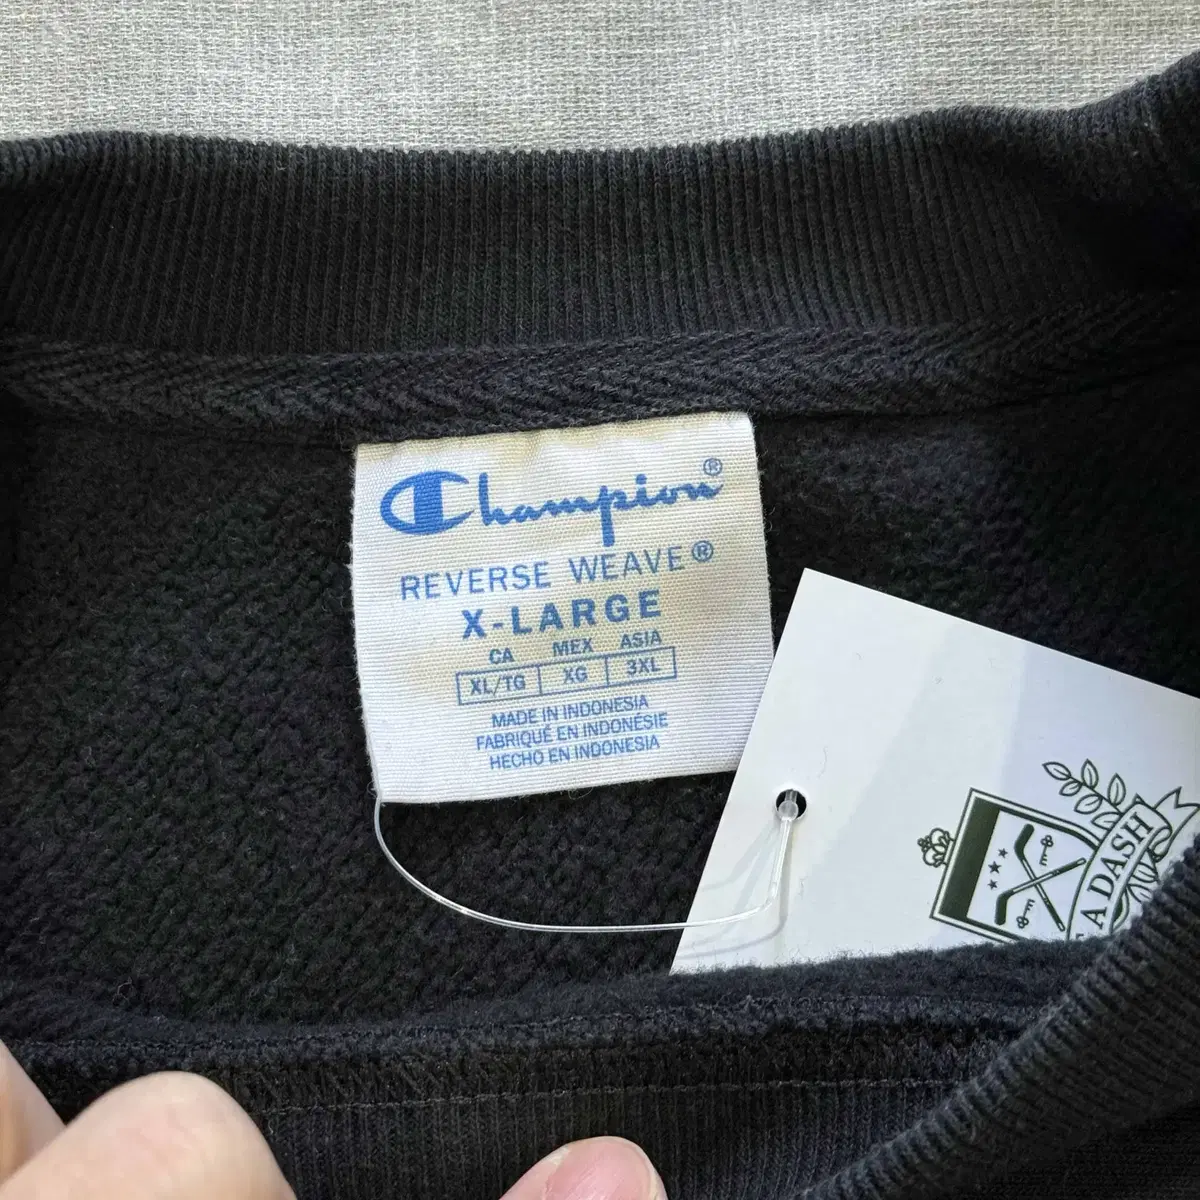 Champion®
REVERSE WEAVE®
X-LARGE
CA MEX ASIA
XL/TG XG 3XL
MADE IN INDONESIA
FABRIQUÉ EN INDONÉSIE
HECHO EN INDONESIA
A DASH